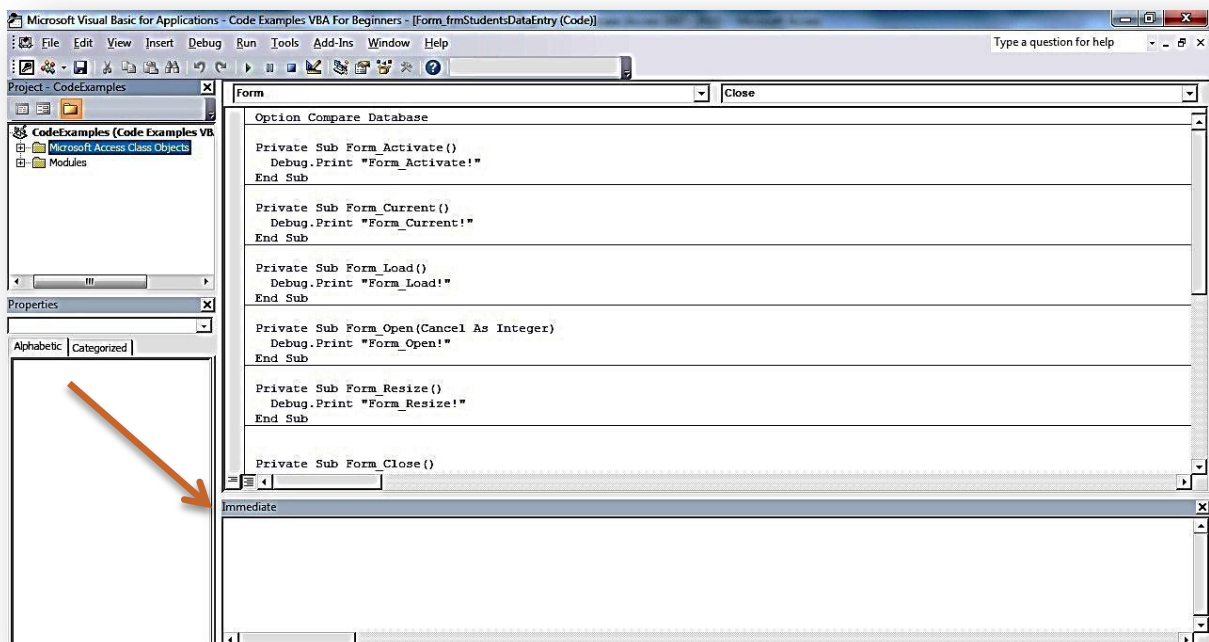 Microsoft Visual Basic for Applications - Code Examples VBA For Beginners - [Form_frmStudentsDataEntry (Code)]
File Edit View Insert Debug Run Tools Add-Ins Window Help
Type a question for help
Project - CodeExamples
CodeExamples (Code Examples VB
Microsoft Access Class Objects
Modules
Properties
Alphabetic Categorized
Form
Close
Option Compare Database
Private Sub Form_Activate()
Debug.Print "Form_Activate!"
End Sub
Private Sub Form_Current()
Debug.Print "Form_Current!"
End Sub
Private Sub Form_Load()
Debug.Print "Form_Load!"
End Sub
Private Sub Form_Open(Cancel As Integer)
Debug.Print "Form_Open!"
End Sub
Private Sub Form_Resize()
Debug.Print "Form_Resize!"
End Sub
Private Sub Form_Close()
Immediate